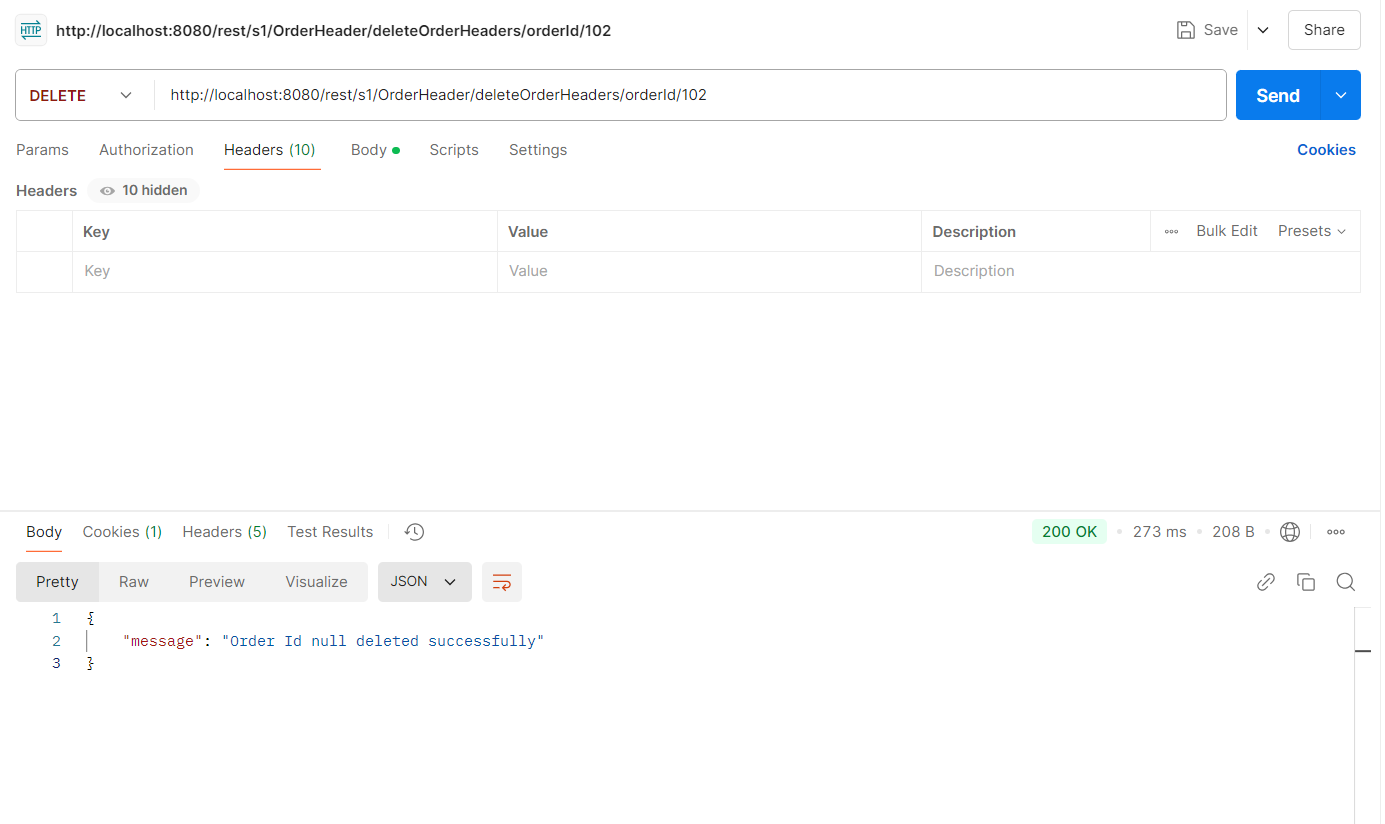 HTTP http://localhost:8080/rest/s1/OrderHeader/deleteOrderHeaders/orderId/102 Save Share
DELETE http://localhost:8080/rest/s1/OrderHeader/deleteOrderHeaders/orderId/102 Send
Params Authorization Headers (10) Body Scripts Settings Cookies
Headers 10 hidden
Key Value Description Bulk Edit Presets
Key Value Description
Body Cookies (1) Headers (5) Test Results 200 OK 273 ms 208 B
Pretty Raw Preview Visualize JSON
1 {
2 "message": "Order Id null deleted successfully"
3 }